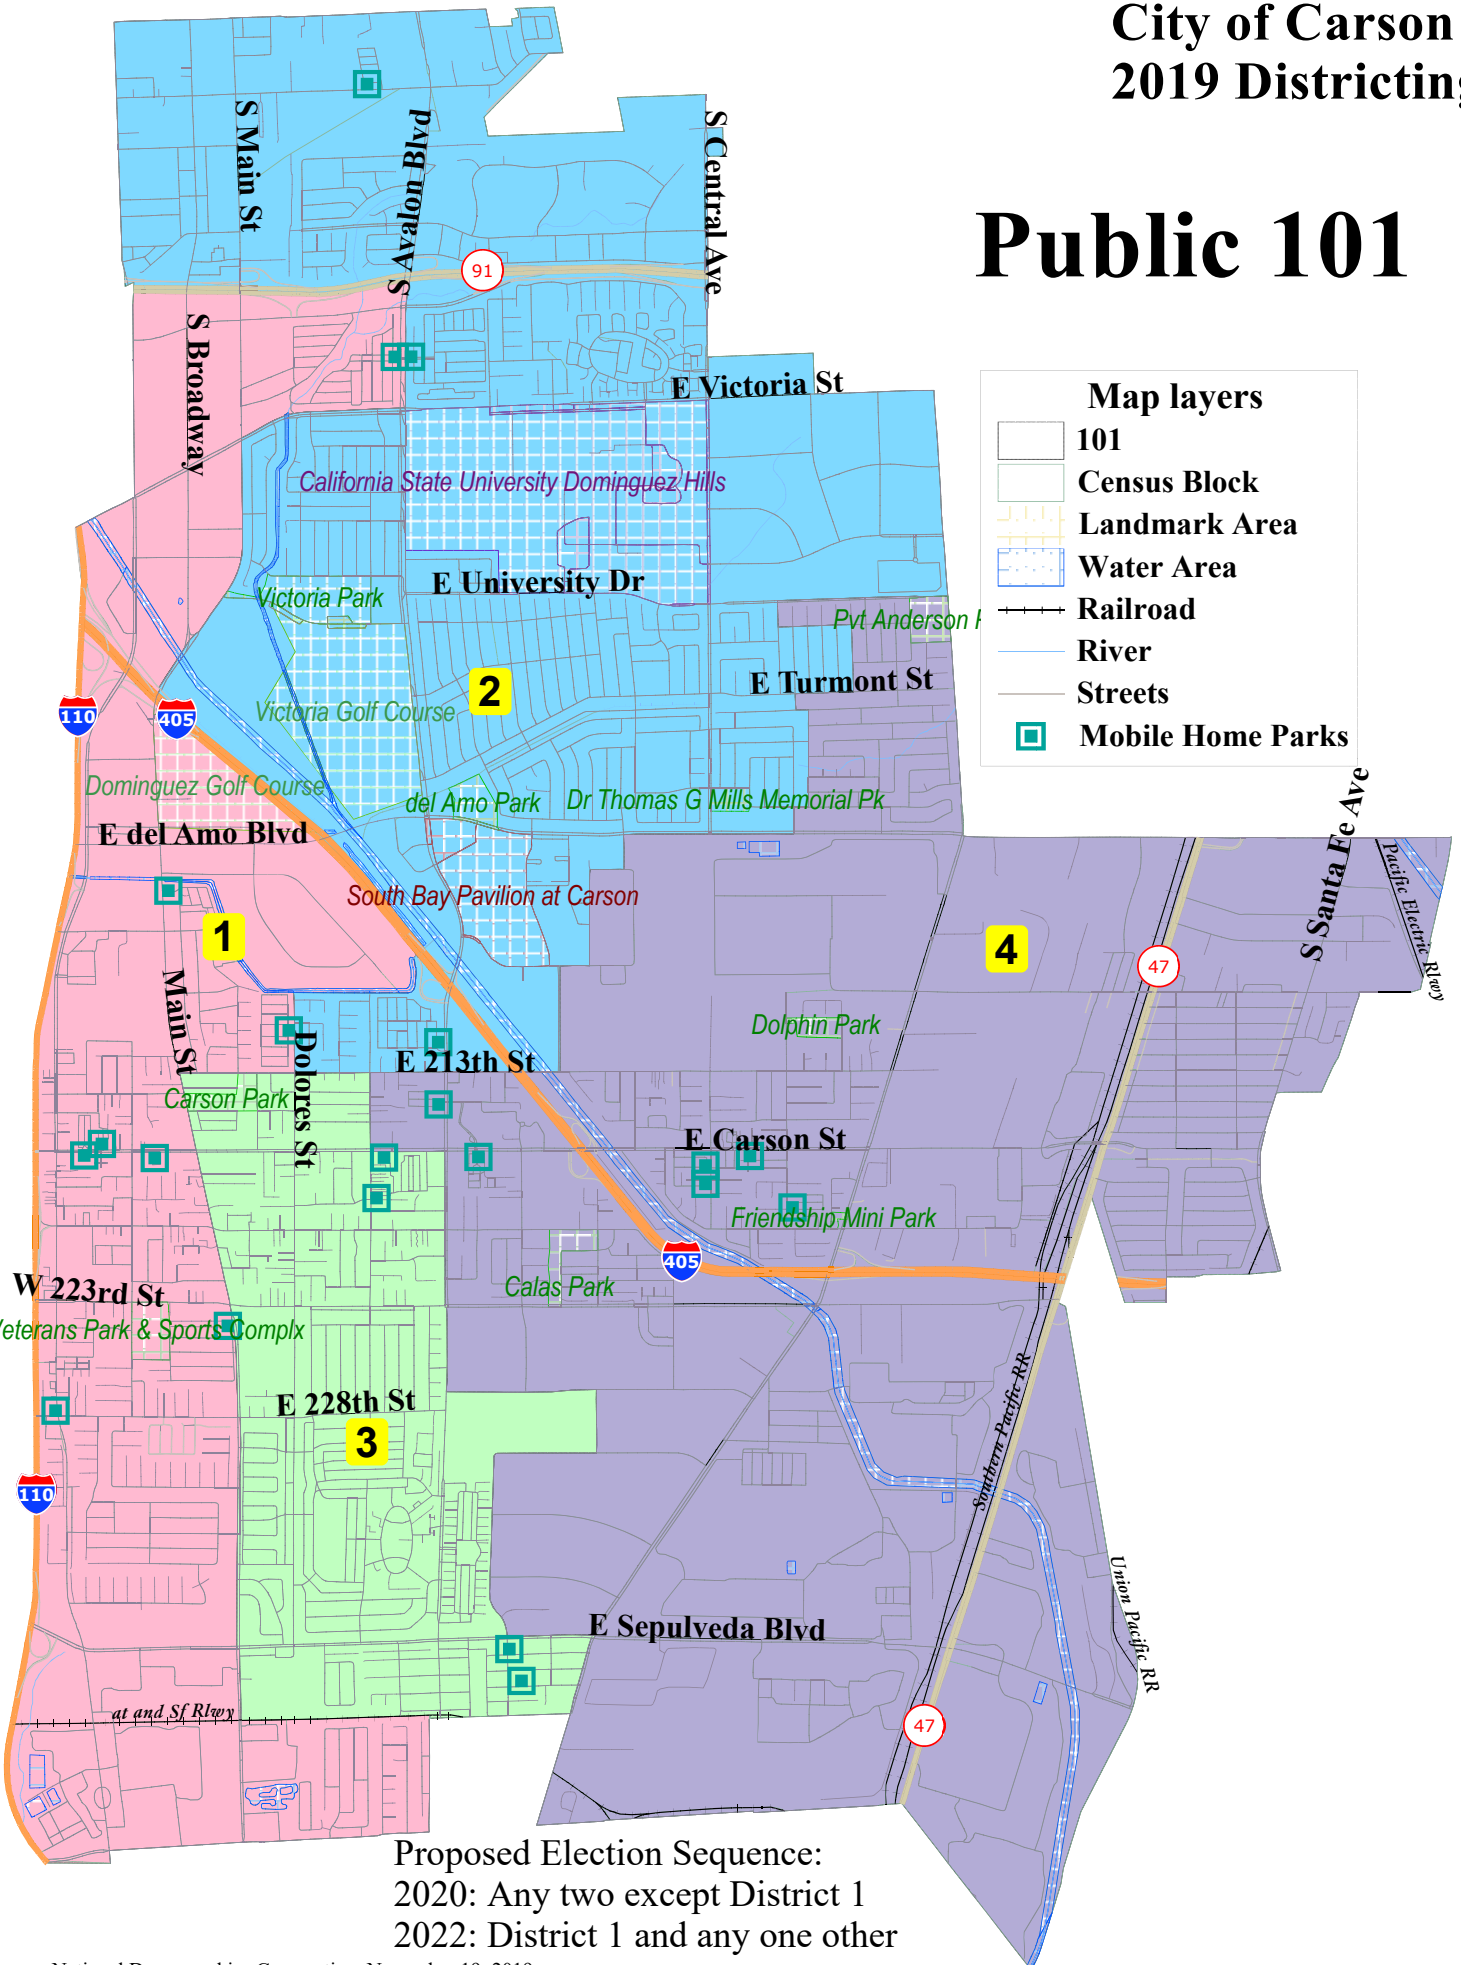 City of Carson
2019 Districting
Public 101
S Main St
S Avalon Blvd
S Central Ave
91
S Broadway
E Victoria St
Map layers
101
Census Block
Landmark Area
Water Area
Railroad
River
Streets
Mobile Home Parks
California State University Dominguez Hills
Victoria Park
E University Dr
Pvt Anderson
2
E Turmont St
110
405
Victoria Golf Course
Dominguez Golf Course
del Amo Park
Dr Thomas G Mills Memorial Pk
E del Amo Blvd
S Santa Fe Ave
Pacific Electric Rlwy
South Bay Pavilion at Carson
1
4
47
Main St
Dolphin Park
Dolores St
E 213th St
Carson Park
E Carson St
Friendship Mini Park
405
Calas Park
W 223rd St
Veterans Park & Sports Complx
E 228th St
3
Southern Pacific RR
110
Union Pacific RR
E Sepulveda Blvd
at and Sf Rlwy
47
Proposed Election Sequence:
2020: Any two except District 1
2022: District 1 and any one other